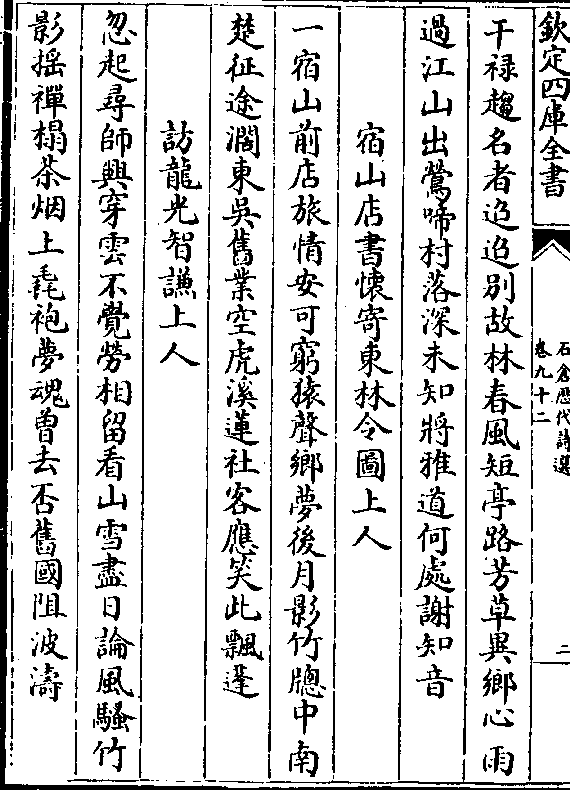 欽定四庫全書
石倉歴代詩選
卷九十二
二
干禄趨名者迢迢别故林春風短亭路芳草異鄉心雨
過江山出鶯啼村落深未知將雅道何處謝知音
宿山店書懷寄東林令圖上人
一宿山前店旅情安可窮猿聲鄉夢後月影竹牕中南
楚征途濶東吳舊業空虎溪蓮社客應笑此飄蓬
訪龍光智謙上人
忽起尋師興穿雲不覺勞相留看山雪盡日論風騷竹
影揺禪榻茶烟上毳袍夢魂曽去否舊國阻波濤